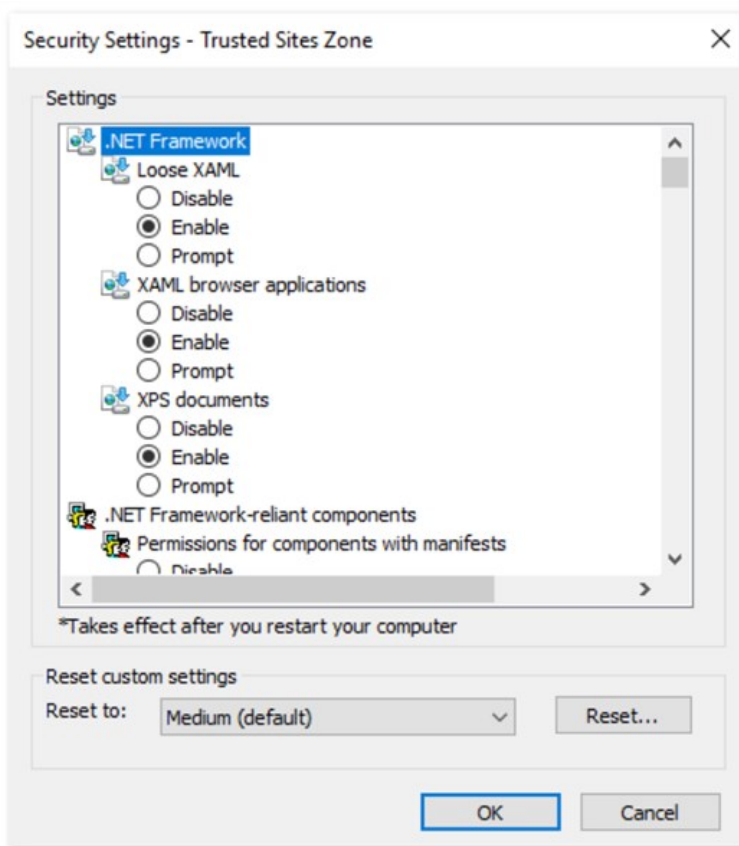 Security Settings - Trusted Sites Zone
Settings
.NET Framework
Loose XAML
Disable
Enable
Prompt
XAML browser applications
Disable
Enable
Prompt
XPS documents
Disable
Enable
Prompt
.NET Framework-reliant components
Permissions for components with manifests
Disable
*Takes effect after you restart your computer
Reset custom settings
Reset to: Medium (default) Reset...
OK Cancel